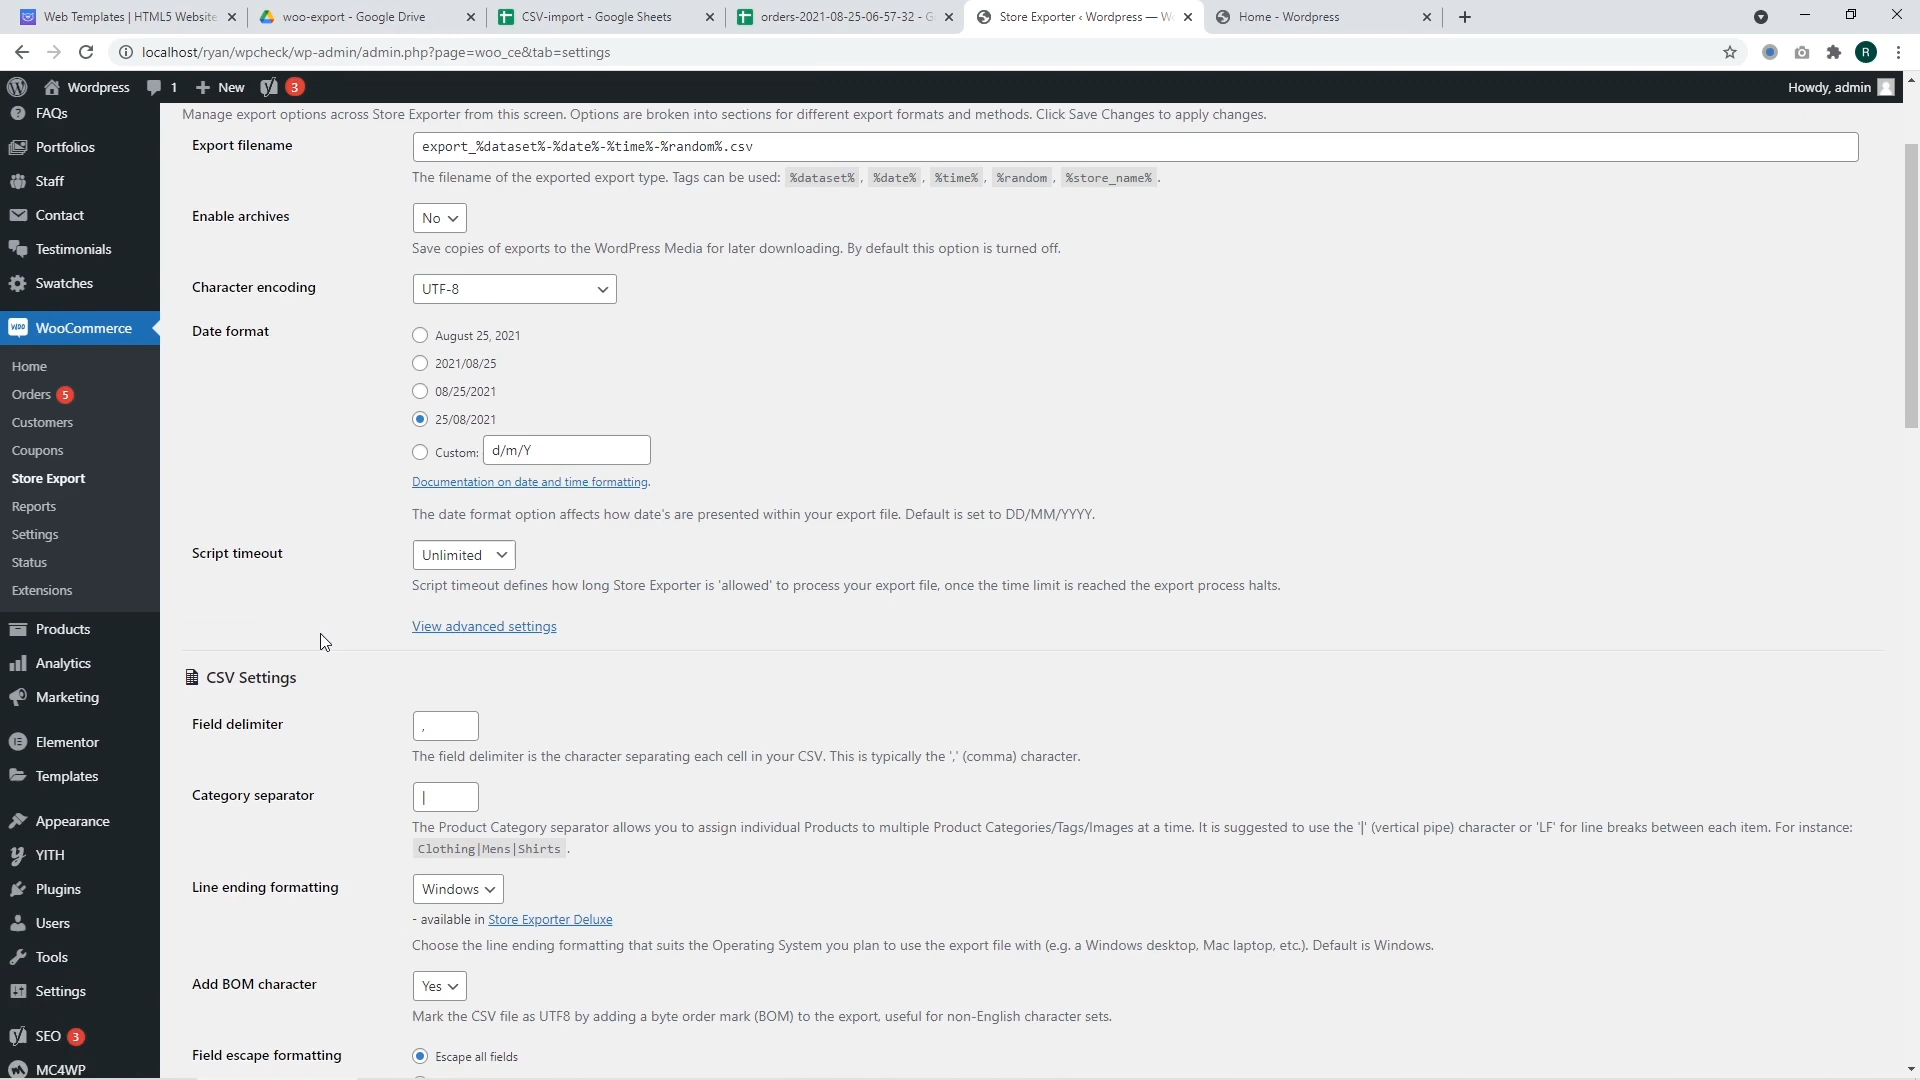 Web Templates | HTML5 Website
woo-export - Google Drive
CSV-import - Google Sheets
orders-2021-08-25-06-57-32 - G
Store Exporter ‹ Wordpress — W
Home - Wordpress
localhost/ryan/wpcheck/wp-admin/admin.php?page=woo_ce&tab=settings
R
Wordpress
1
New
3
Howdy, admin
FAQs
Portfolios
Staff
Contact
Testimonials
Swatches
WooCommerce
Home
Orders 5
Customers
Coupons
Store Export
Reports
Settings
Status
Extensions
Products
Analytics
Marketing
Elementor
Templates
Appearance
YITH
Plugins
Users
Tools
Settings
SEO 3
MC4WP
Manage export options across Store Exporter from this screen. Options are broken into sections for different export formats and methods. Click Save Changes to apply changes.
Export filename
export_%dataset%-%date%-%time%-%random%.csv
The filename of the exported export type. Tags can be used: %dataset% , %date% , %time% , %random , %store_name% .
Enable archives
No
Save copies of exports to the WordPress Media for later downloading. By default this option is turned off.
Character encoding
UTF-8
Date format
August 25, 2021
2021/08/25
08/25/2021
25/08/2021
Custom: d/m/Y
Documentation on date and time formatting.
The date format option affects how date's are presented within your export file. Default is set to DD/MM/YYYY.
Script timeout
Unlimited
Script timeout defines how long Store Exporter is 'allowed' to process your export file, once the time limit is reached the export process halts.
View advanced settings
CSV Settings
Field delimiter
,
The field delimiter is the character separating each cell in your CSV. This is typically the ',' (comma) character.
Category separator
|
The Product Category separator allows you to assign individual Products to multiple Product Categories/Tags/Images at a time. It is suggested to use the '|' (vertical pipe) character or 'LF' for line breaks between each item. For instance:
Clothing|Mens|Shirts .
Line ending formatting
Windows
- available in Store Exporter Deluxe
Choose the line ending formatting that suits the Operating System you plan to use the export file with (e.g. a Windows desktop, Mac laptop, etc.). Default is Windows.
Add BOM character
Yes
Mark the CSV file as UTF8 by adding a byte order mark (BOM) to the export, useful for non-English character sets.
Field escape formatting
Escape all fields